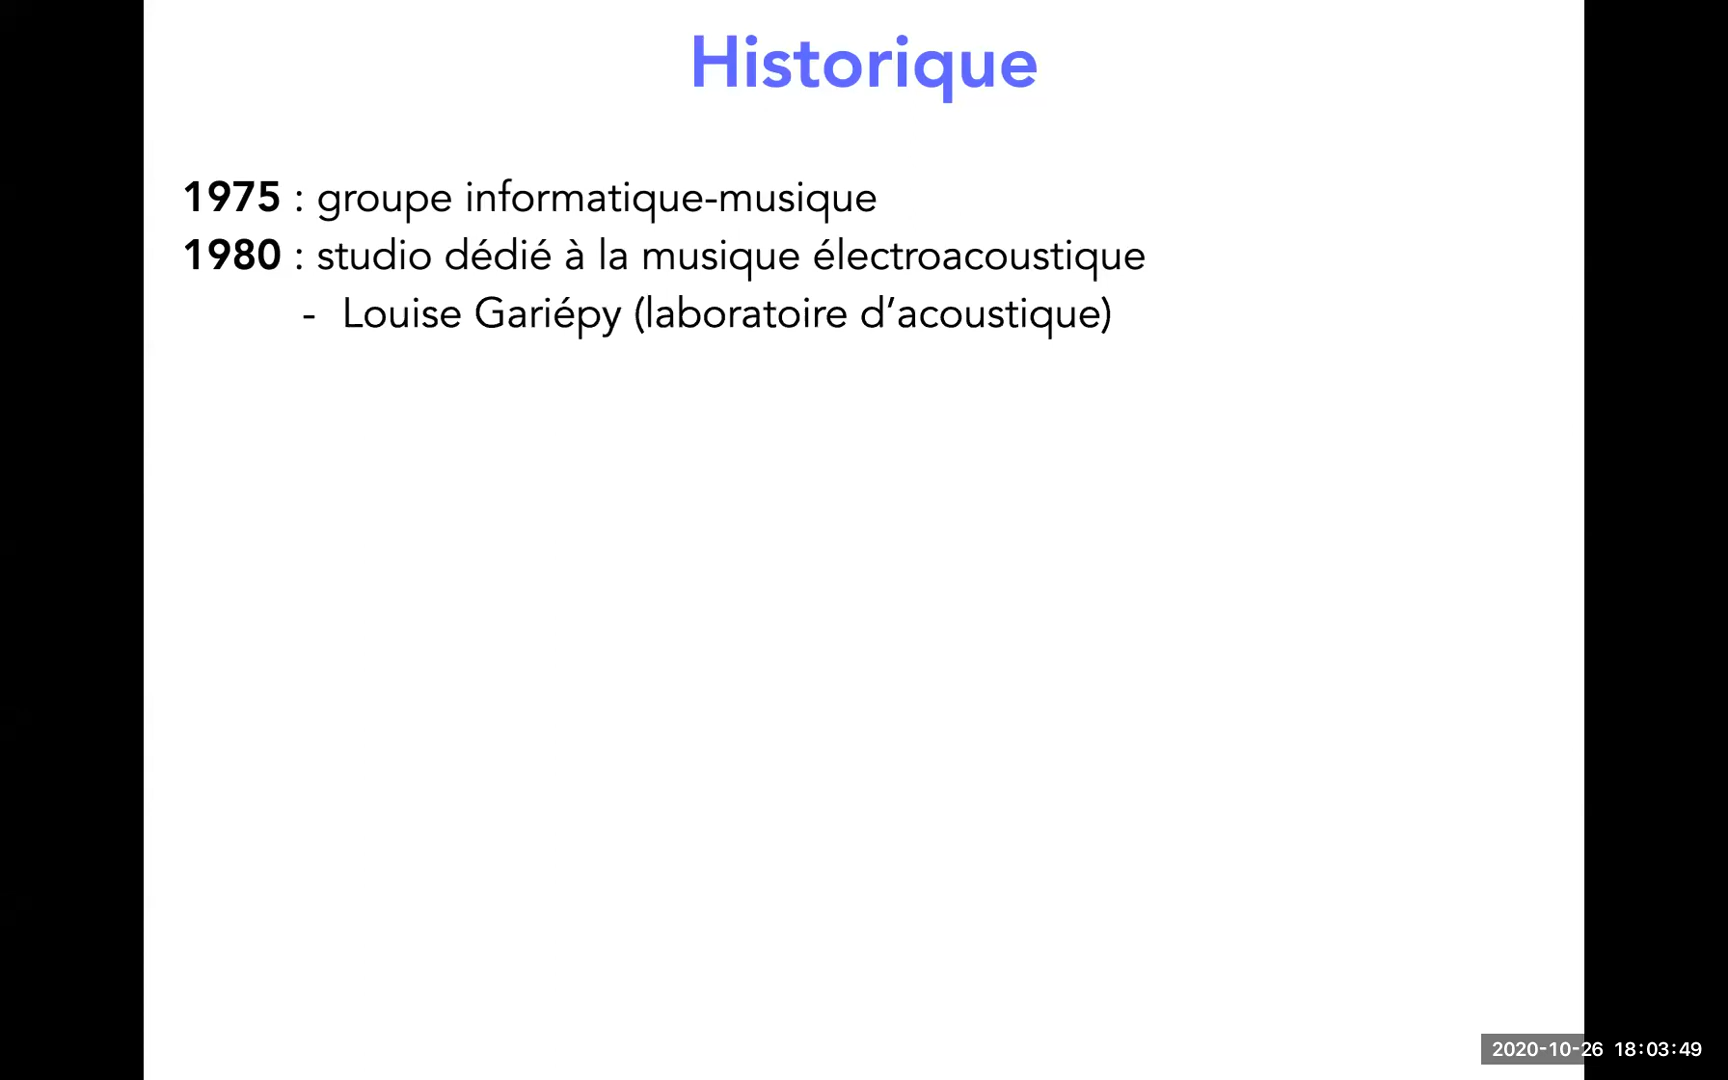 Historique
1975 : groupe informatique-musique
1980 : studio dédié à la musique électroacoustique
- Louise Gariépy (laboratoire d’acoustique)
2020-10-26 18:03:49